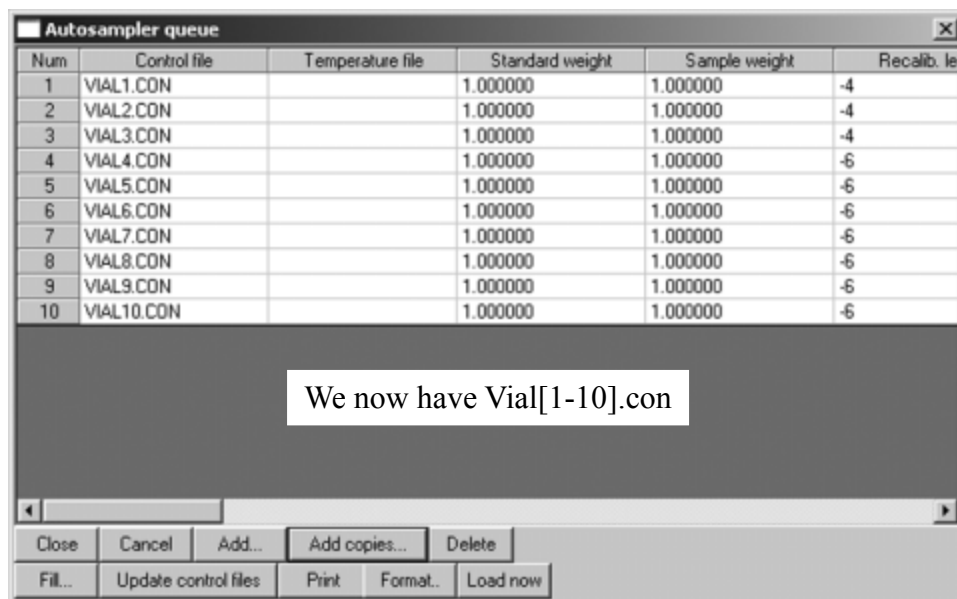 Autosampler queue
Num Control file Temperature file Standard weight Sample weight Recalib. le
1 VIAL1.CON 1.000000 1.000000 -4
2 VIAL2.CON 1.000000 1.000000 -4
3 VIAL3.CON 1.000000 1.000000 -4
4 VIAL4.CON 1.000000 1.000000 -6
5 VIAL5.CON 1.000000 1.000000 -6
6 VIAL6.CON 1.000000 1.000000 -6
7 VIAL7.CON 1.000000 1.000000 -6
8 VIAL8.CON 1.000000 1.000000 -6
9 VIAL9.CON 1.000000 1.000000 -6
10 VIAL10.CON 1.000000 1.000000 -6
We now have Vial[1-10].con
Close Cancel Add... Add copies... Delete
Fill... Update control files Print Format.. Load now